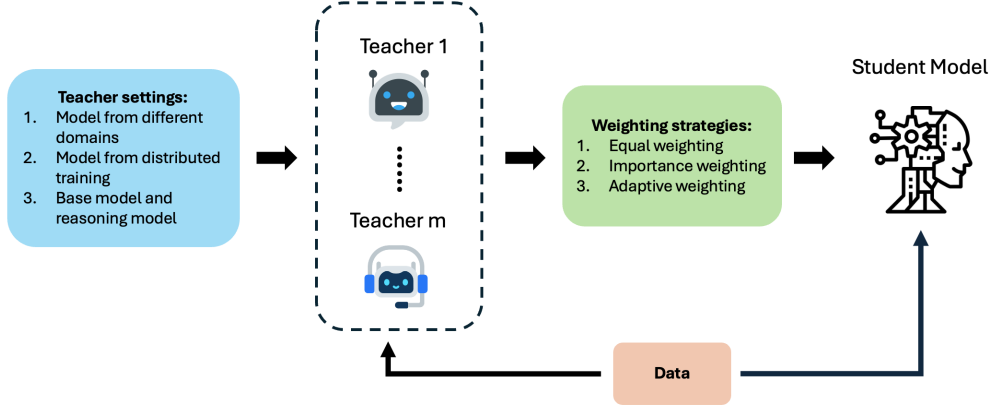 Teacher settings:
1. Model from different
domains
2. Model from distributed
training
3. Base model and
reasoning model
Teacher 1
Teacher m
Weighting strategies:
1. Equal weighting
2. Importance weighting
3. Adaptive weighting
Student Model
Data